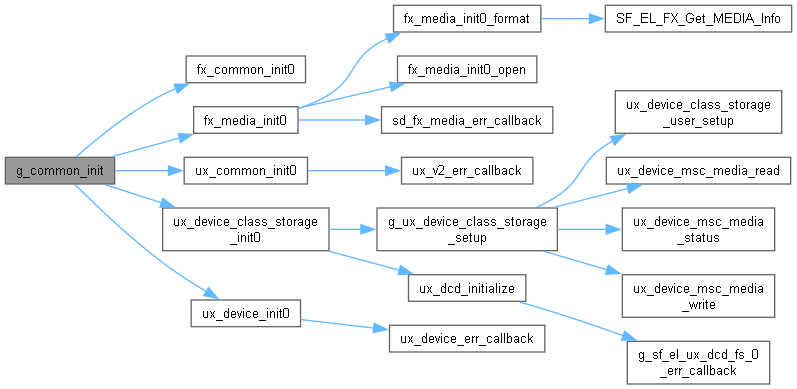 g_common_init
fx_common_init0
fx_media_init0
fx_media_init0_format
SF_EL_FX_Get_MEDIA_Info
fx_media_init0_open
sd_fx_media_err_callback
ux_common_init0
ux_v2_err_callback
ux_device_class_storage
_init0
g_ux_device_class_storage
_setup
ux_device_class_storage
_user_setup
ux_device_msc_media_read
ux_device_msc_media
_status
ux_device_msc_media
_write
ux_dcd_initialize
g_sf_el_ux_dcd_fs_0
_err_callback
ux_device_init0
ux_device_err_callback